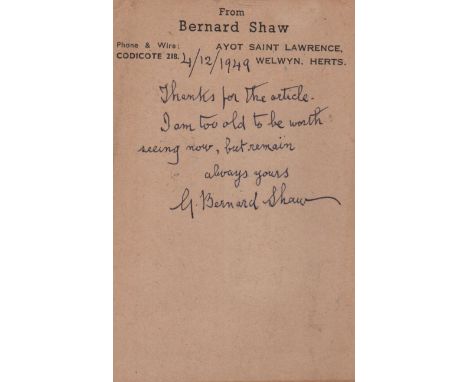 From
Bernard Shaw
Phone & Wire: AYOT SAINT LAWRENCE,
CODICOTE 218. 4/12/1949 WELWYN, HERTS.
Thanks for the article.
I am too old to be worth
seeing now, but remain
always yours
G. Bernard Shaw